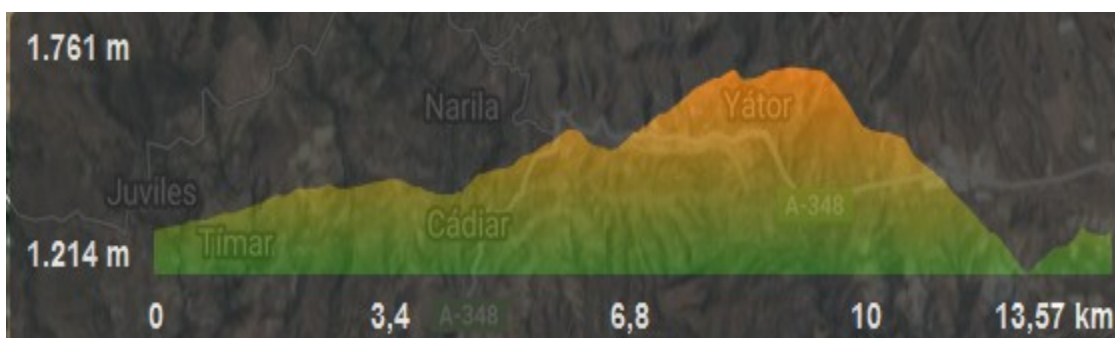 1.761 m
Narila
Yátor
Juviles
A-348
Cádiar
Tímar
1.214 m
0 3,4 6,8 10 13,57 km
A-348